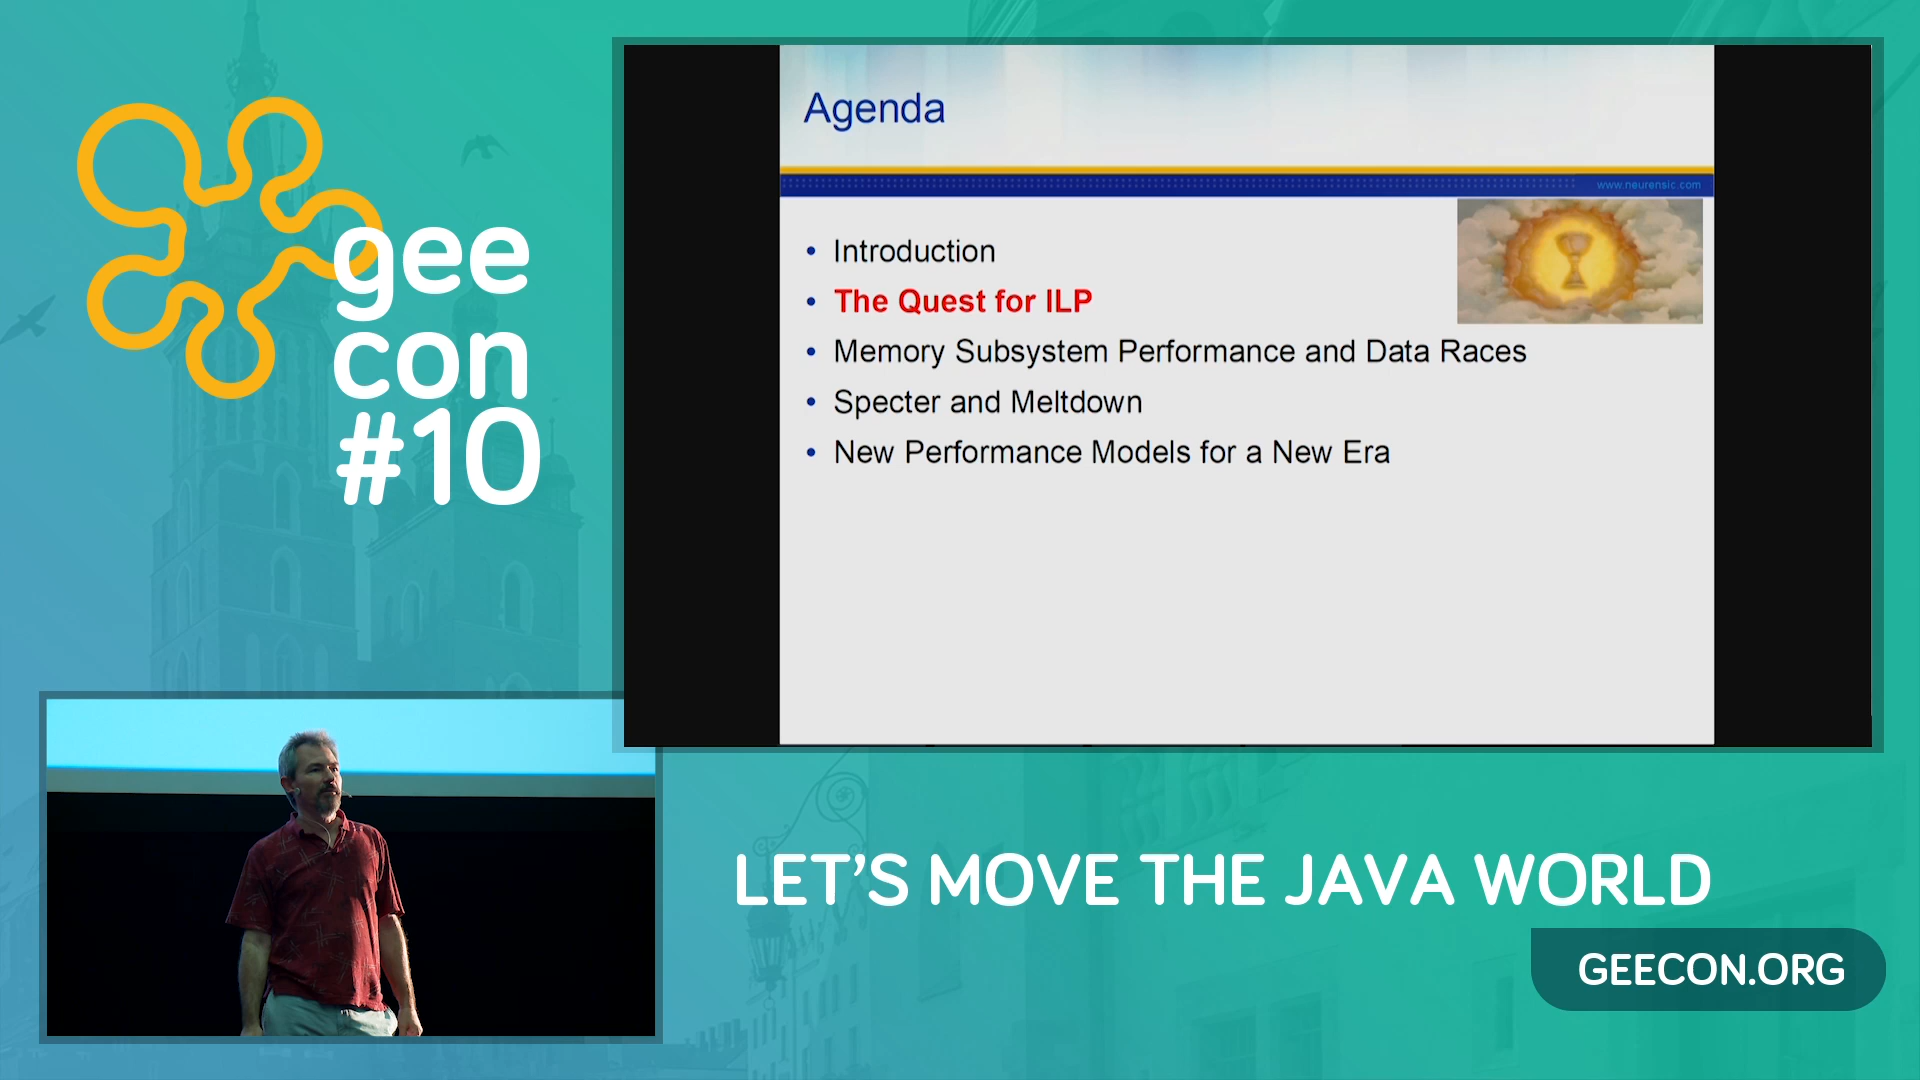 gee
con
#10
Agenda
www.neurensic.com
• Introduction
• The Quest for ILP
• Memory Subsystem Performance and Data Races
• Specter and Meltdown
• New Performance Models for a New Era
LET'S MOVE THE JAVA WORLD
GEECON.ORG